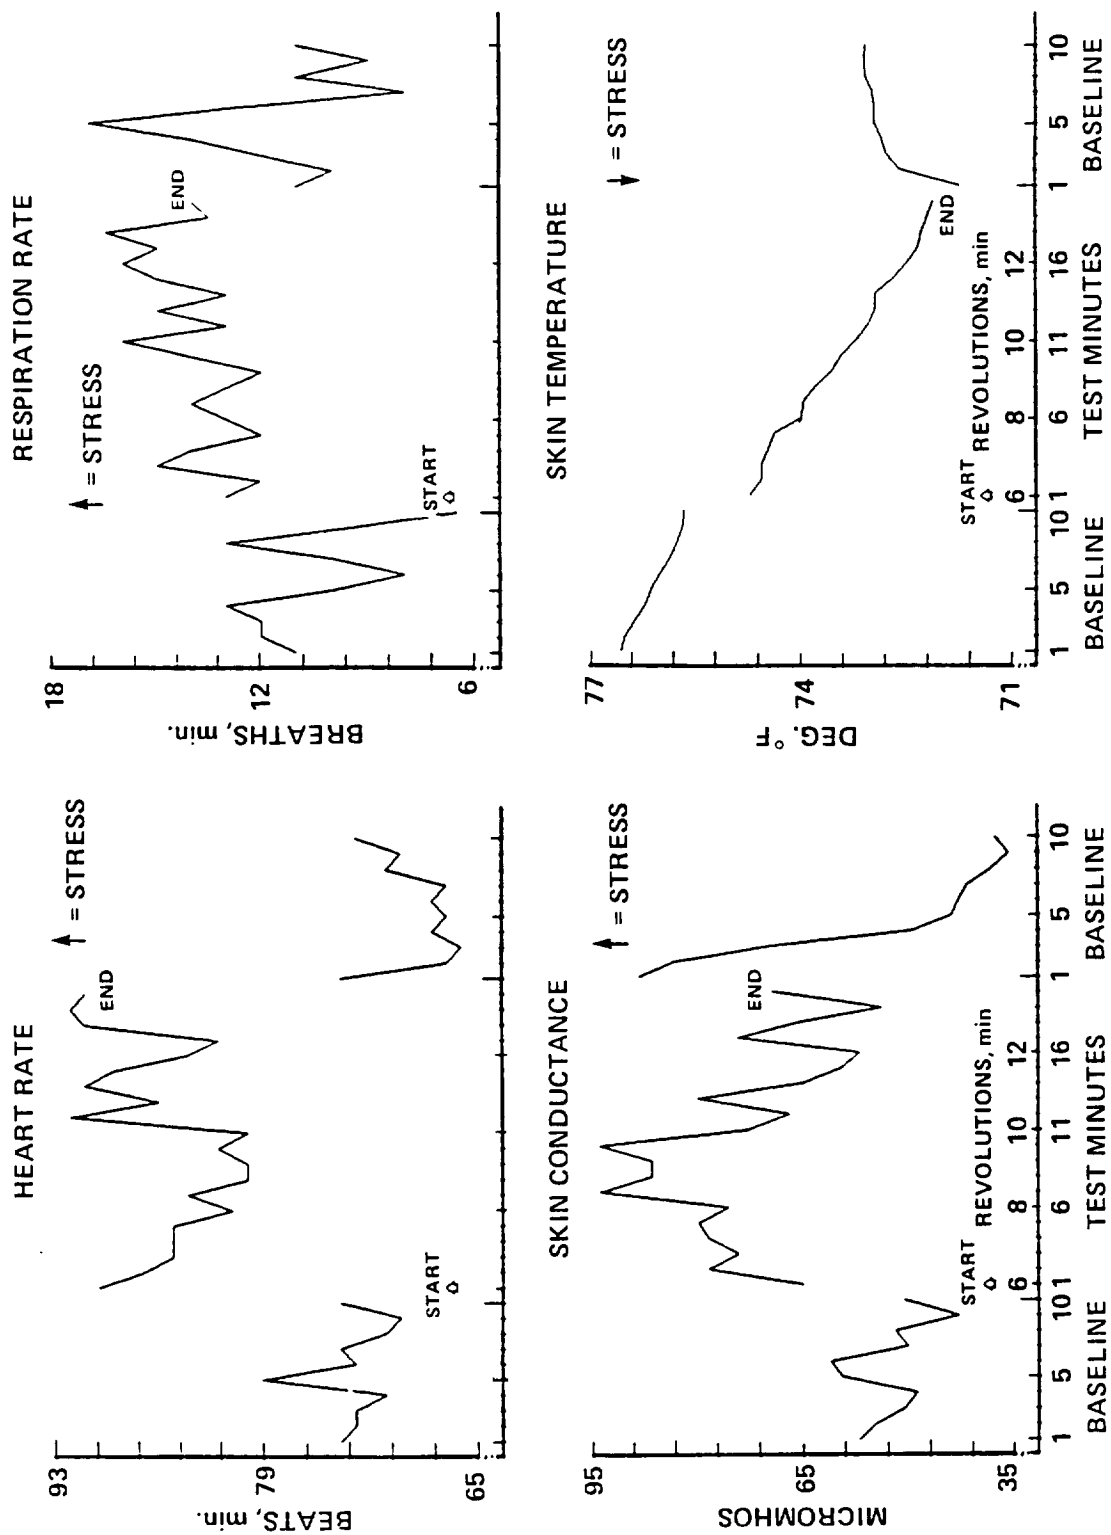 HEART RATE
↑ = STRESS
93
79
65
BEATS, min.
START
END
RESPIRATION RATE
↑ = STRESS
18
12
6
BREATHS, min.
START
END
SKIN CONDUCTANCE
↑ = STRESS
95
65
35
MICROMHOS
END
START
REVOLUTIONS, min
6 8 10 12
1 5 10 1 6 11 16 1 5 10
BASELINE TEST MINUTES BASELINE
SKIN TEMPERATURE
↓ = STRESS
77
74
71
DEG. °F
END
START
REVOLUTIONS, min
6 8 10 12
1 5 10 1 6 11 16 1 5 10
BASELINE TEST MINUTES BASELINE